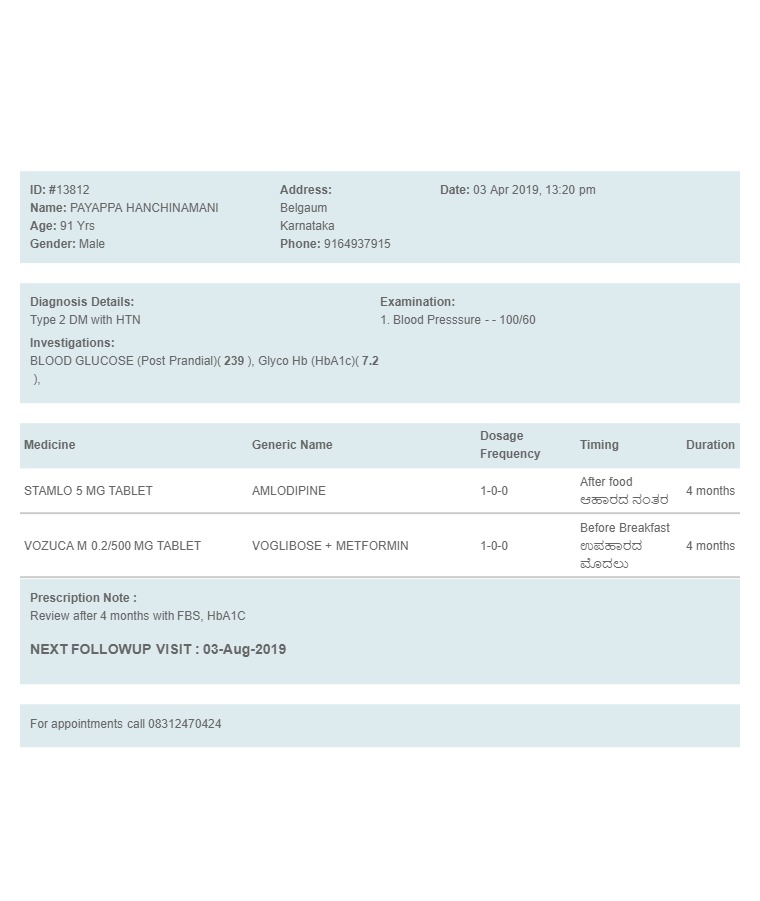 ID: #13812
Name: PAYAPPA HANCHINAMANI
Age: 91 Yrs
Gender: Male
Address:
Belgaum
Karnataka
Phone: 9164937915
Date: 03 Apr 2019, 13:20 pm
Diagnosis Details:
Type 2 DM with HTN
Examination:
1. Blood Presssure - - 100/60
Investigations:
BLOOD GLUCOSE (Post Prandial)( 239 ), Glyco Hb (HbA1c)( 7.2
),
Medicine Generic Name Dosage Frequency Timing Duration
STAMLO 5 MG TABLET AMLODIPINE 1-0-0 After food 4 months
ಆಹಾರದ ನಂತರ
VOZUCA M 0.2/500 MG TABLET VOGLIBOSE + METFORMIN 1-0-0 Before Breakfast 4 months
ಉಪಹಾರದ
ಮೊದಲು
Prescription Note :
Review after 4 months with FBS, HbA1C
NEXT FOLLOWUP VISIT : 03-Aug-2019
For appointments call 08312470424